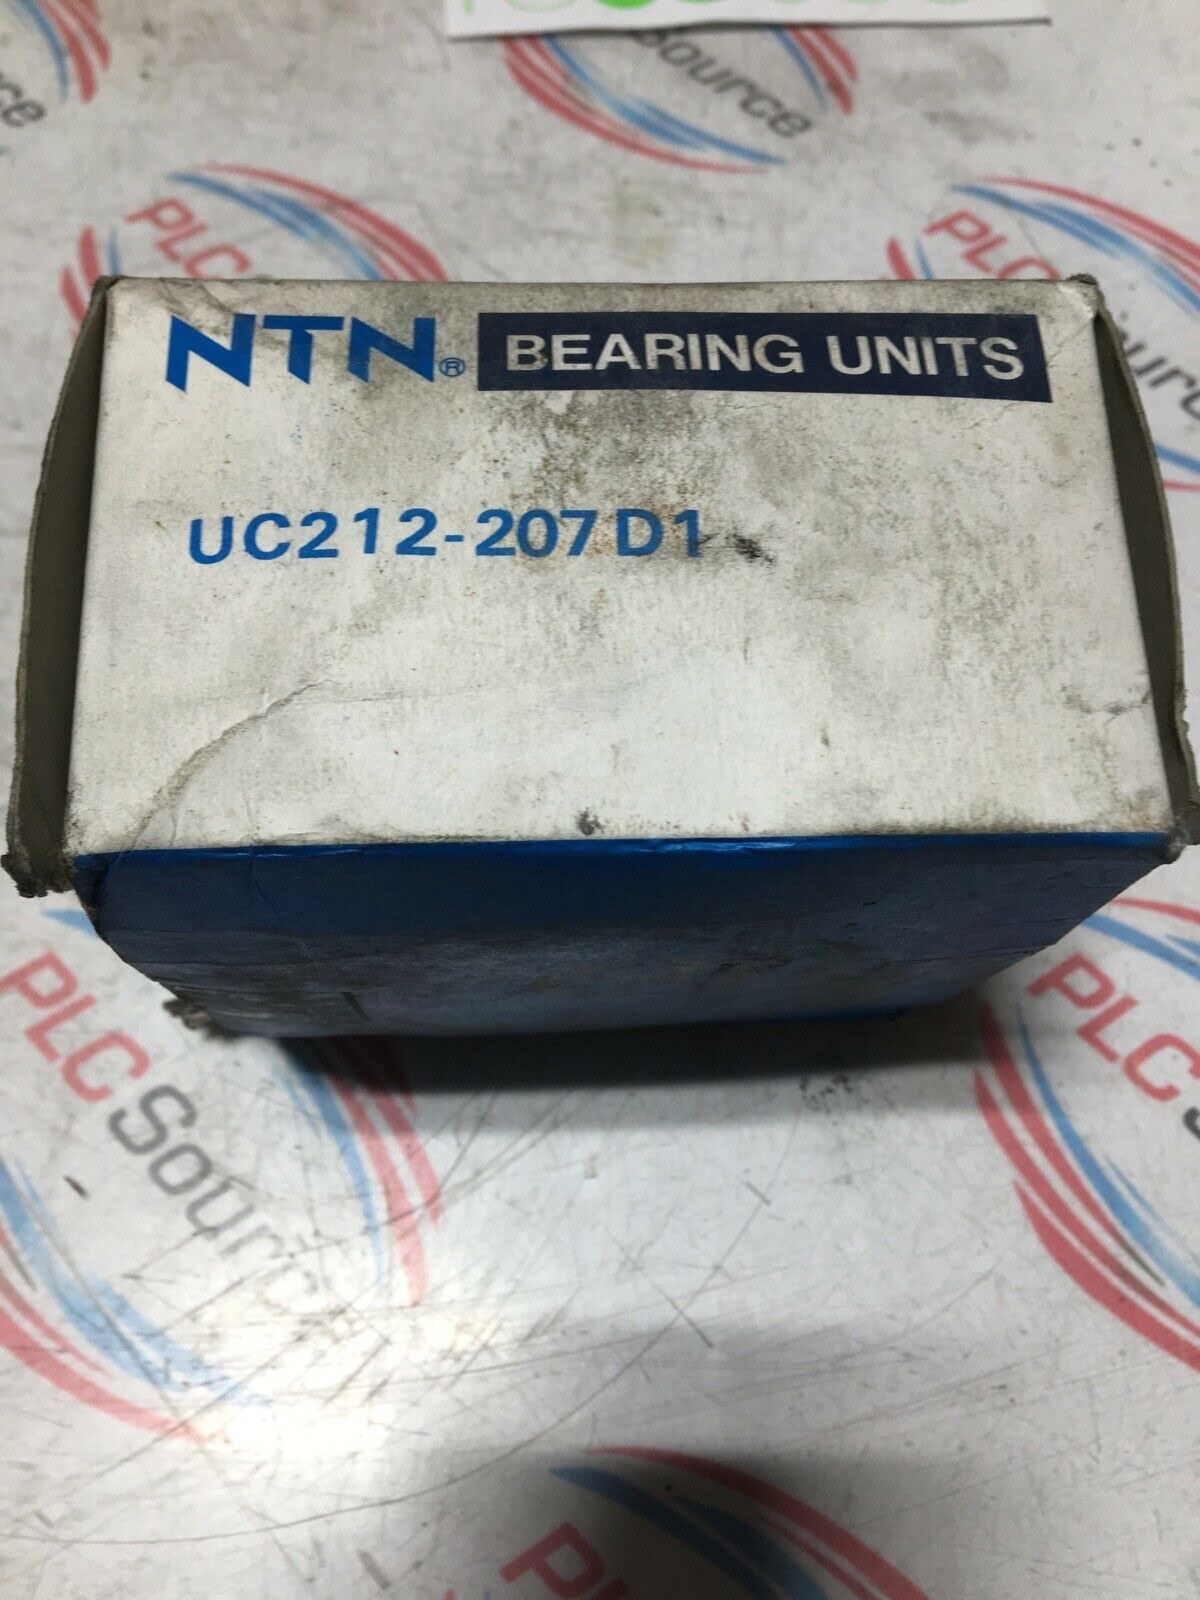 Source
PLC
NTN® BEARING UNITS
UC212-207D1
PLC Source
PLC
PLC